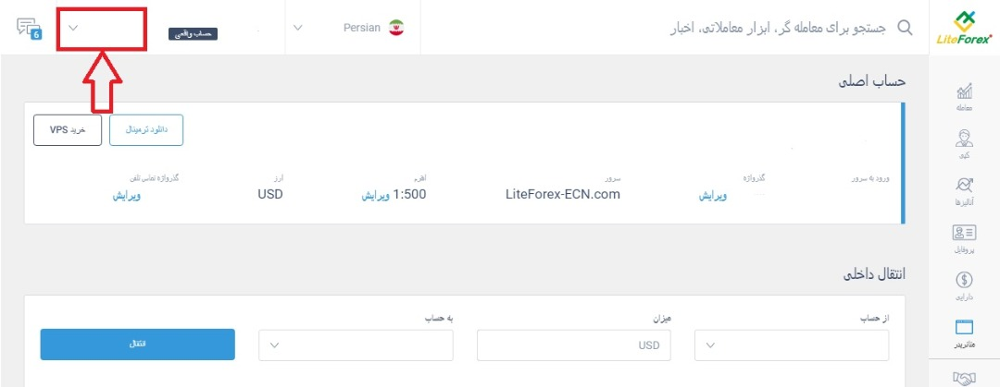 LiteForex
جستجو برای معامله گر، ابزار معاملاتی، اخبار
Persian
حساب واقعی
6
معامله
کپی
آنالیزها
پروفایل
دارایی
متاتریدر
حساب اصلی
دانلود ترمینال
خرید VPS
ورود به سرور
گذرواژه
سرور
اهرم
ارز
گذرواژه تماس تلفن
ویرایش
LiteForex-ECN.com
1:500 ویرایش
USD
ویرایش
انتقال داخلی
از حساب
میزان
به حساب
USD
انتقال